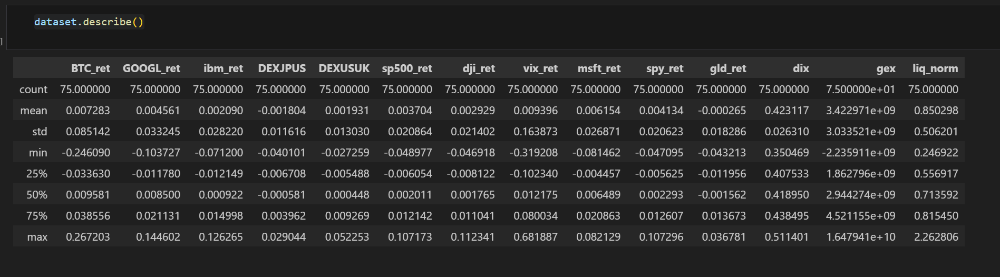 dataset.describe()
]
BTC_ret GOOGL_ret ibm_ret DEXJPUS DEXUSUK sp500_ret dji_ret vix_ret msft_ret spy_ret gld_ret dix gex liq_norm
count 75.000000 75.000000 75.000000 75.000000 75.000000 75.000000 75.000000 75.000000 75.000000 75.000000 75.000000 75.000000 7.500000e+01 75.000000
mean 0.007283 0.004561 0.002090 -0.001804 0.001931 0.003704 0.002929 0.009396 0.006154 0.004134 -0.000265 0.423117 3.422971e+09 0.850298
std 0.085142 0.033245 0.028220 0.011616 0.013030 0.020864 0.021402 0.163873 0.026871 0.020623 0.018286 0.026310 3.033521e+09 0.506201
min -0.246090 -0.103727 -0.071200 -0.040101 -0.027259 -0.048977 -0.046918 -0.319208 -0.081462 -0.047095 -0.043213 0.350469 -2.235911e+09 0.246922
25% -0.033630 -0.011780 -0.012149 -0.006708 -0.005488 -0.006054 -0.008122 -0.102340 -0.004457 -0.005625 -0.011956 0.407533 1.862796e+09 0.556917
50% 0.009581 0.008500 0.000922 -0.000581 0.000448 0.002011 0.001765 0.012175 0.006489 0.002293 -0.001562 0.418950 2.944274e+09 0.713592
75% 0.038556 0.021131 0.014998 0.003962 0.009269 0.012142 0.011041 0.080034 0.020863 0.012607 0.013673 0.438495 4.521155e+09 0.815450
max 0.267203 0.144602 0.126265 0.029044 0.052253 0.107173 0.112341 0.681887 0.082129 0.107296 0.036781 0.511401 1.647941e+10 2.262806